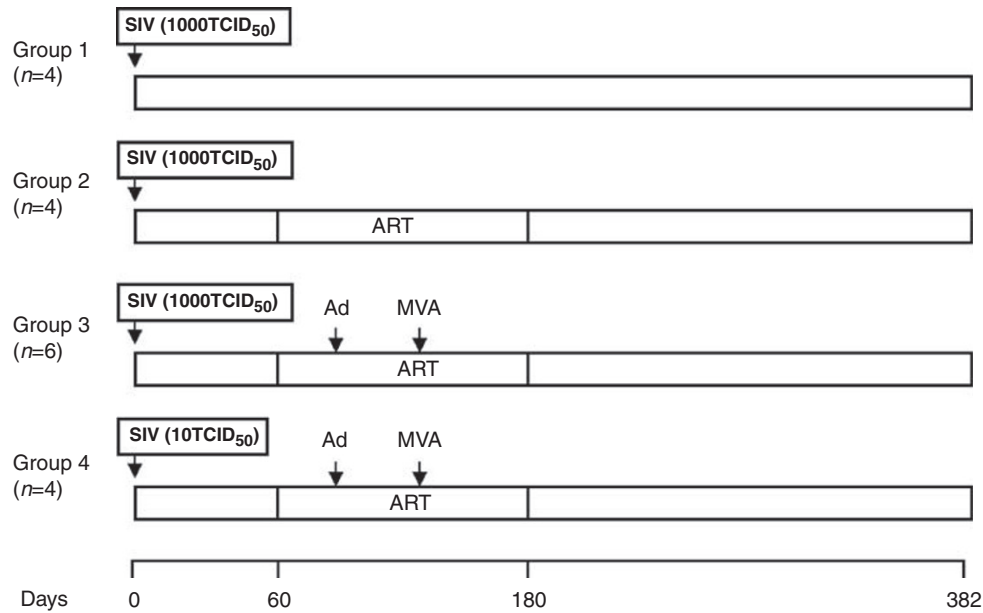 SIV (1000TCID50)
Group 1
(n=4)
SIV (1000TCID50)
Group 2
(n=4)
ART
SIV (1000TCID50)
Ad MVA
Group 3
(n=6)
ART
SIV (10TCID50)
Ad MVA
Group 4
(n=4)
ART
Days 0 60 180 382